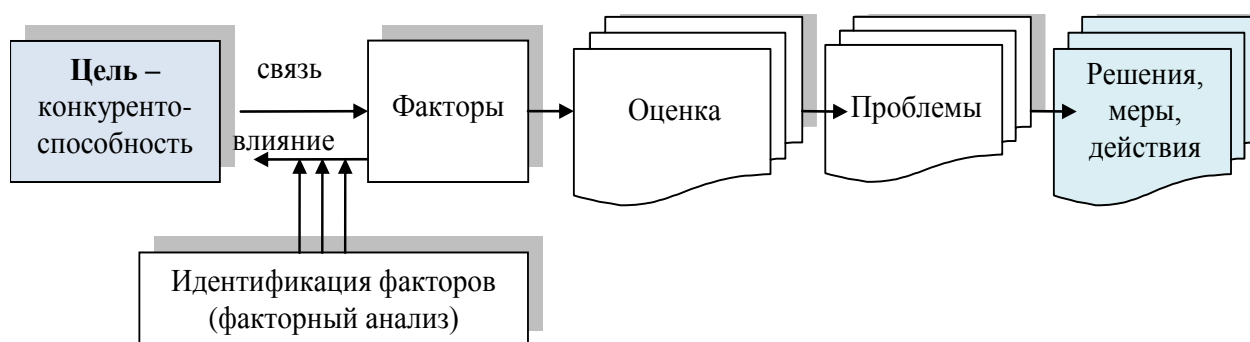 Цель –
конкуренто-
способность
связь
влияние
Факторы
Оценка
Проблемы
Решения,
меры,
действия
Идентификация факторов
(факторный анализ)